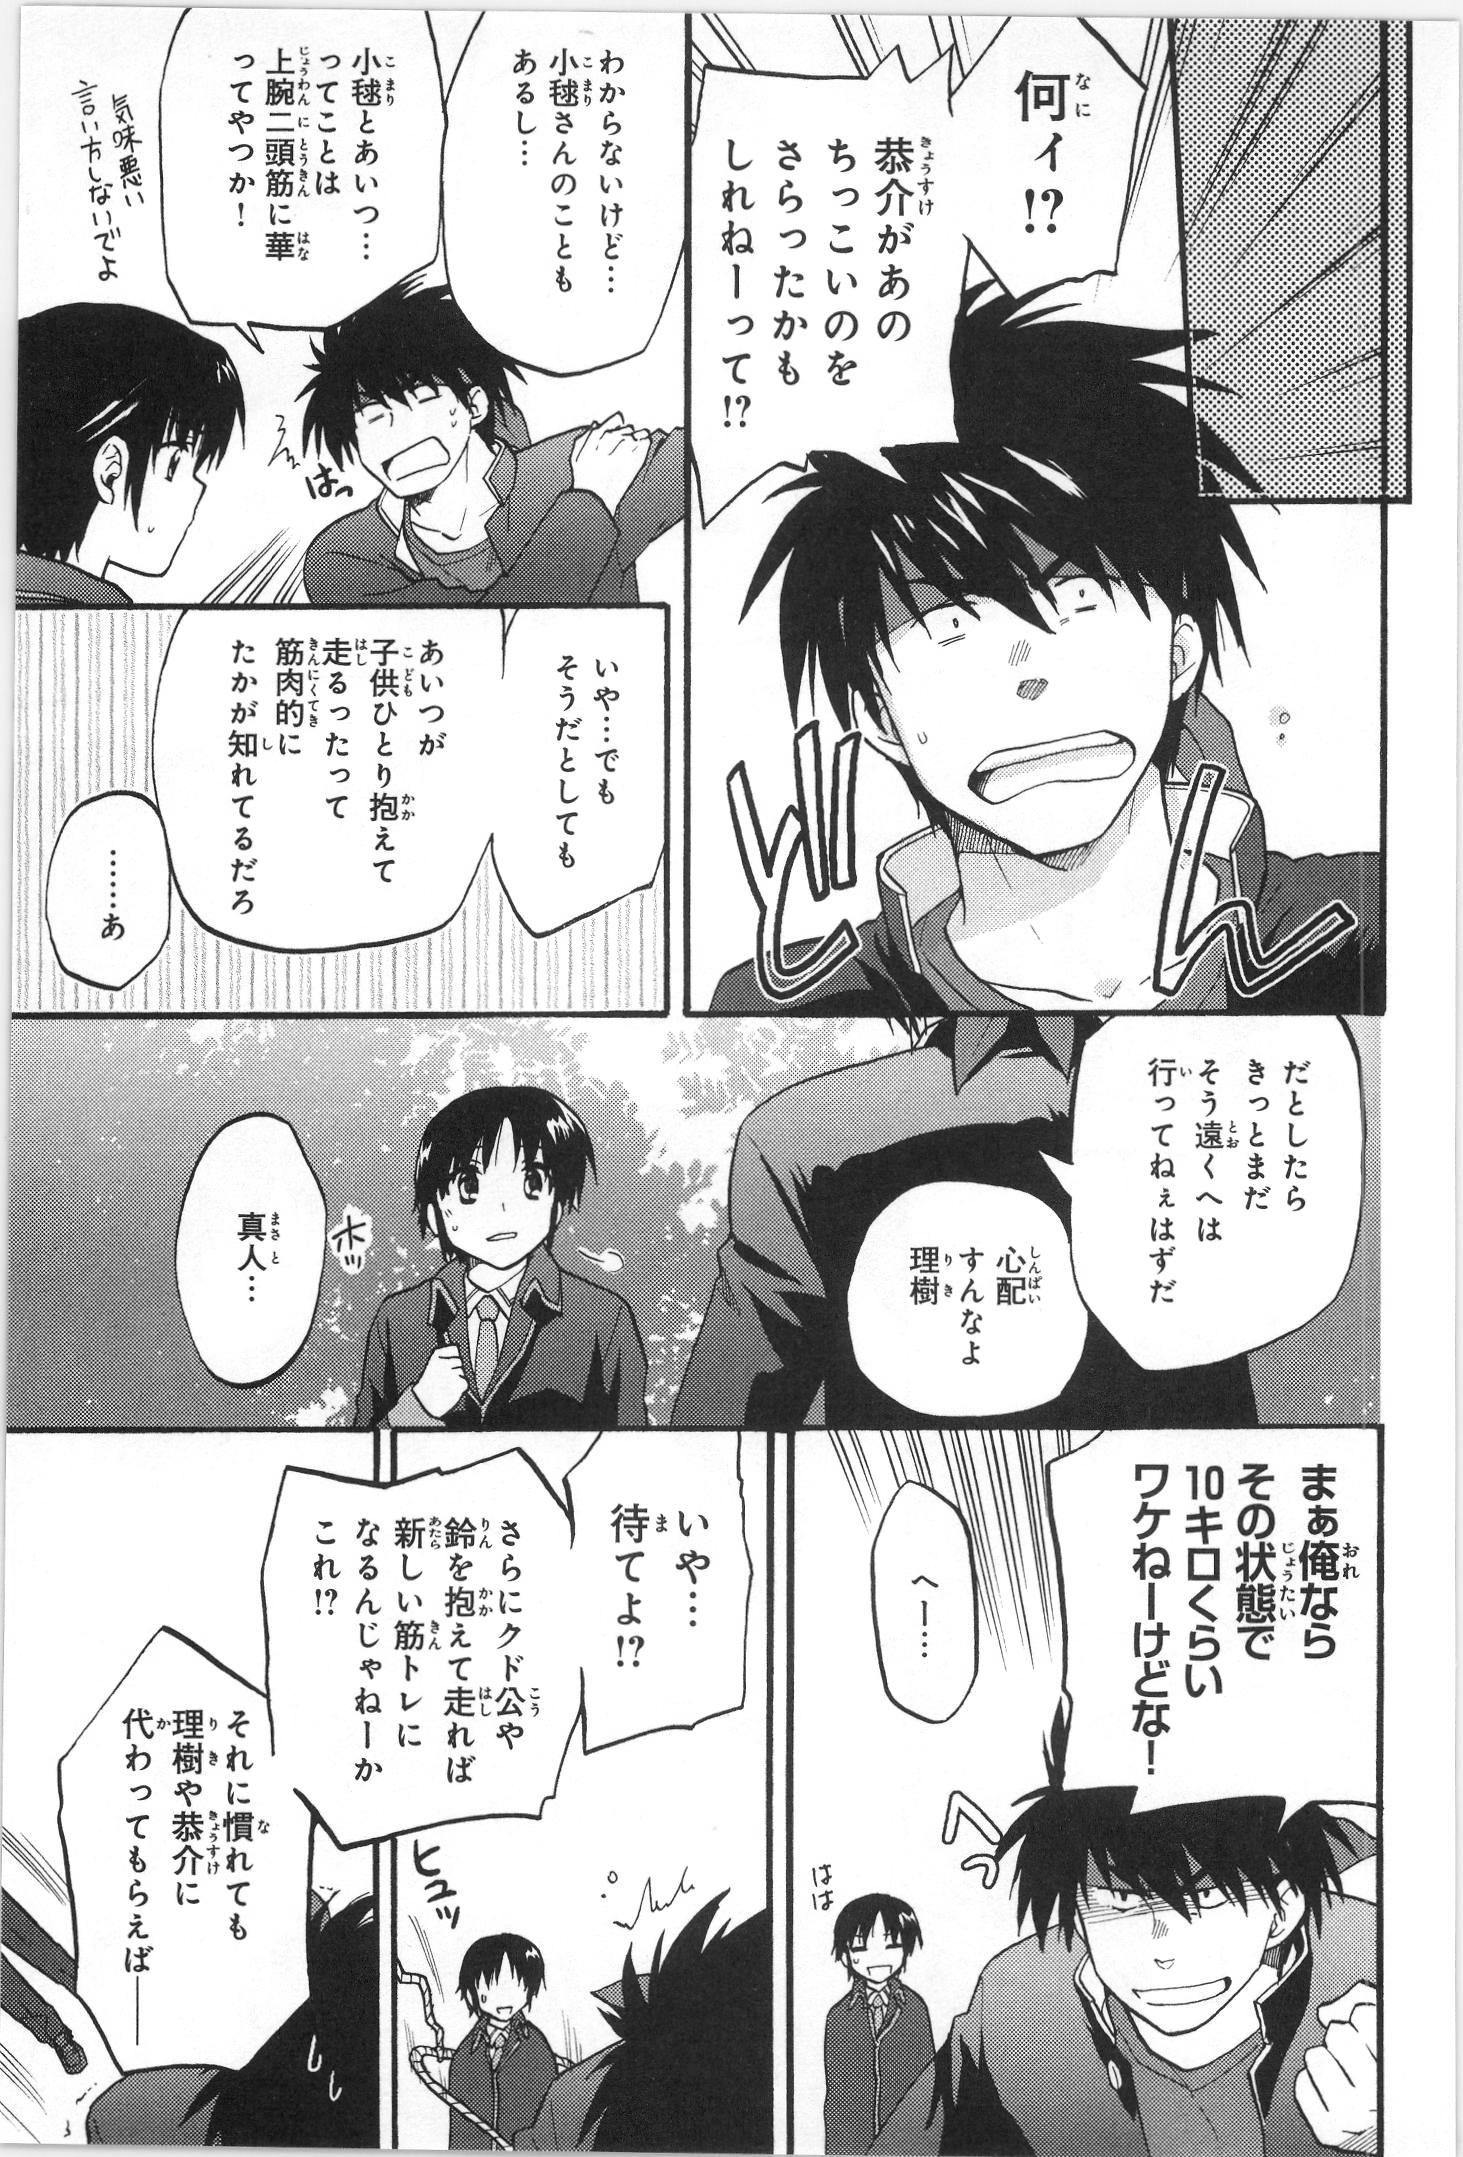 何ィ!?
恭介があの
ちっこいのを
さらったかも
しれねーって!?
どん
わからないけど…
小毬さんのことも
あるし…
小毬とあいつ…
ってことは
上腕二頭筋に華
ってやつか!
はっ
気味悪い
言い方しないでよ
いや…でも
そうだとしても
あいつが
子供ひとり抱えて
走るったって
筋肉的に
たかが知れてるだろ
……あ
だとしたら
きっとまだ
そう遠くへは
行ってねぇはずだ
心配
すんなよ
理樹
ホッ
真人…
まぁ俺なら
その状態で
10キロくらい
ワケねーけどな!
へっ
へー…
はは
いや…
待てよ!?
さらにクド公や
鈴を抱えて走れば
新しい筋トレに
なるんじゃねーか
これ!?
ヒュッ
それに慣れても
理樹や恭介に
代わってもらえば──